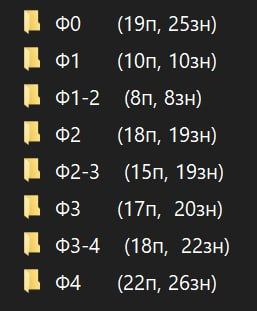 Ф0 (19п, 25зн)
Ф1 (10п, 10зн)
Ф1-2 (8п, 8зн)
Ф2 (18п, 19зн)
Ф2-3 (15п, 19зн)
Ф3 (17п, 20зн)
Ф3-4 (18п, 22зн)
Ф4 (22п, 26зн)